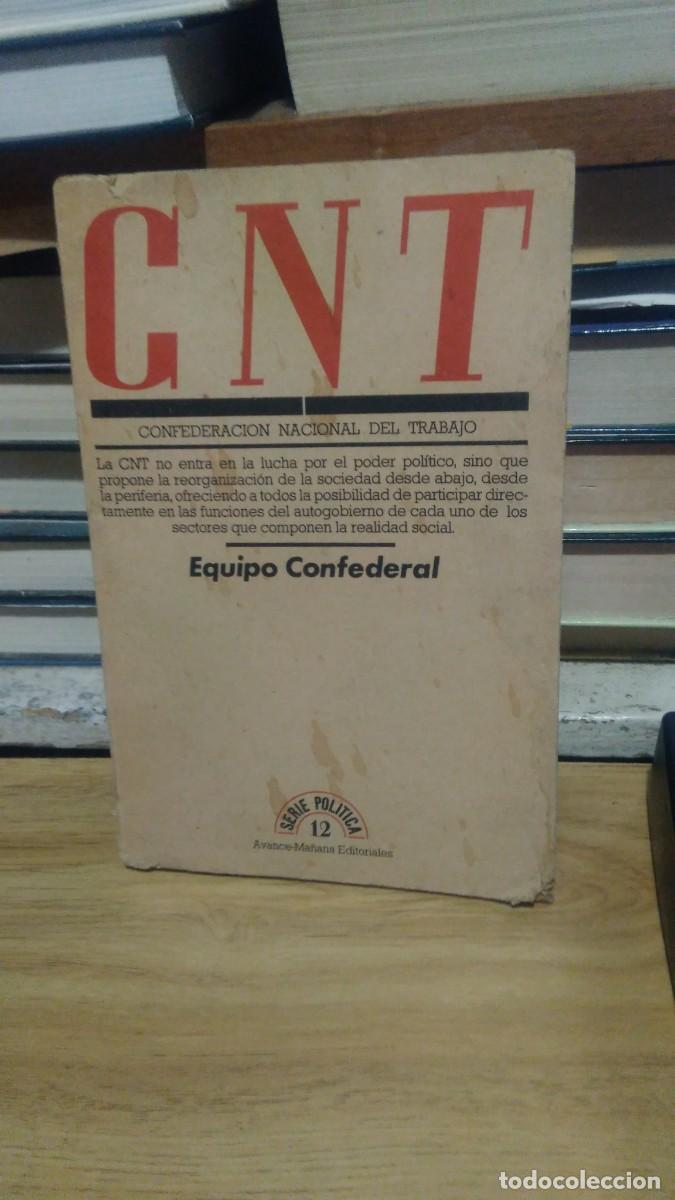 CNT
CONFEDERACION NACIONAL DEL TRABAJO
La CNT no entra en la lucha por el poder político, sino que
propone la reorganización de la sociedad desde abajo, desde
la periferia, ofreciendo a todos la posibilidad de participar direc-
tamente en las funciones del autogobierno de cada uno de los
sectores que componen la realidad social.
Equipo Confederal
SERIE POLITICA
12
Avance-Mañana Editoriales
todocoleccion